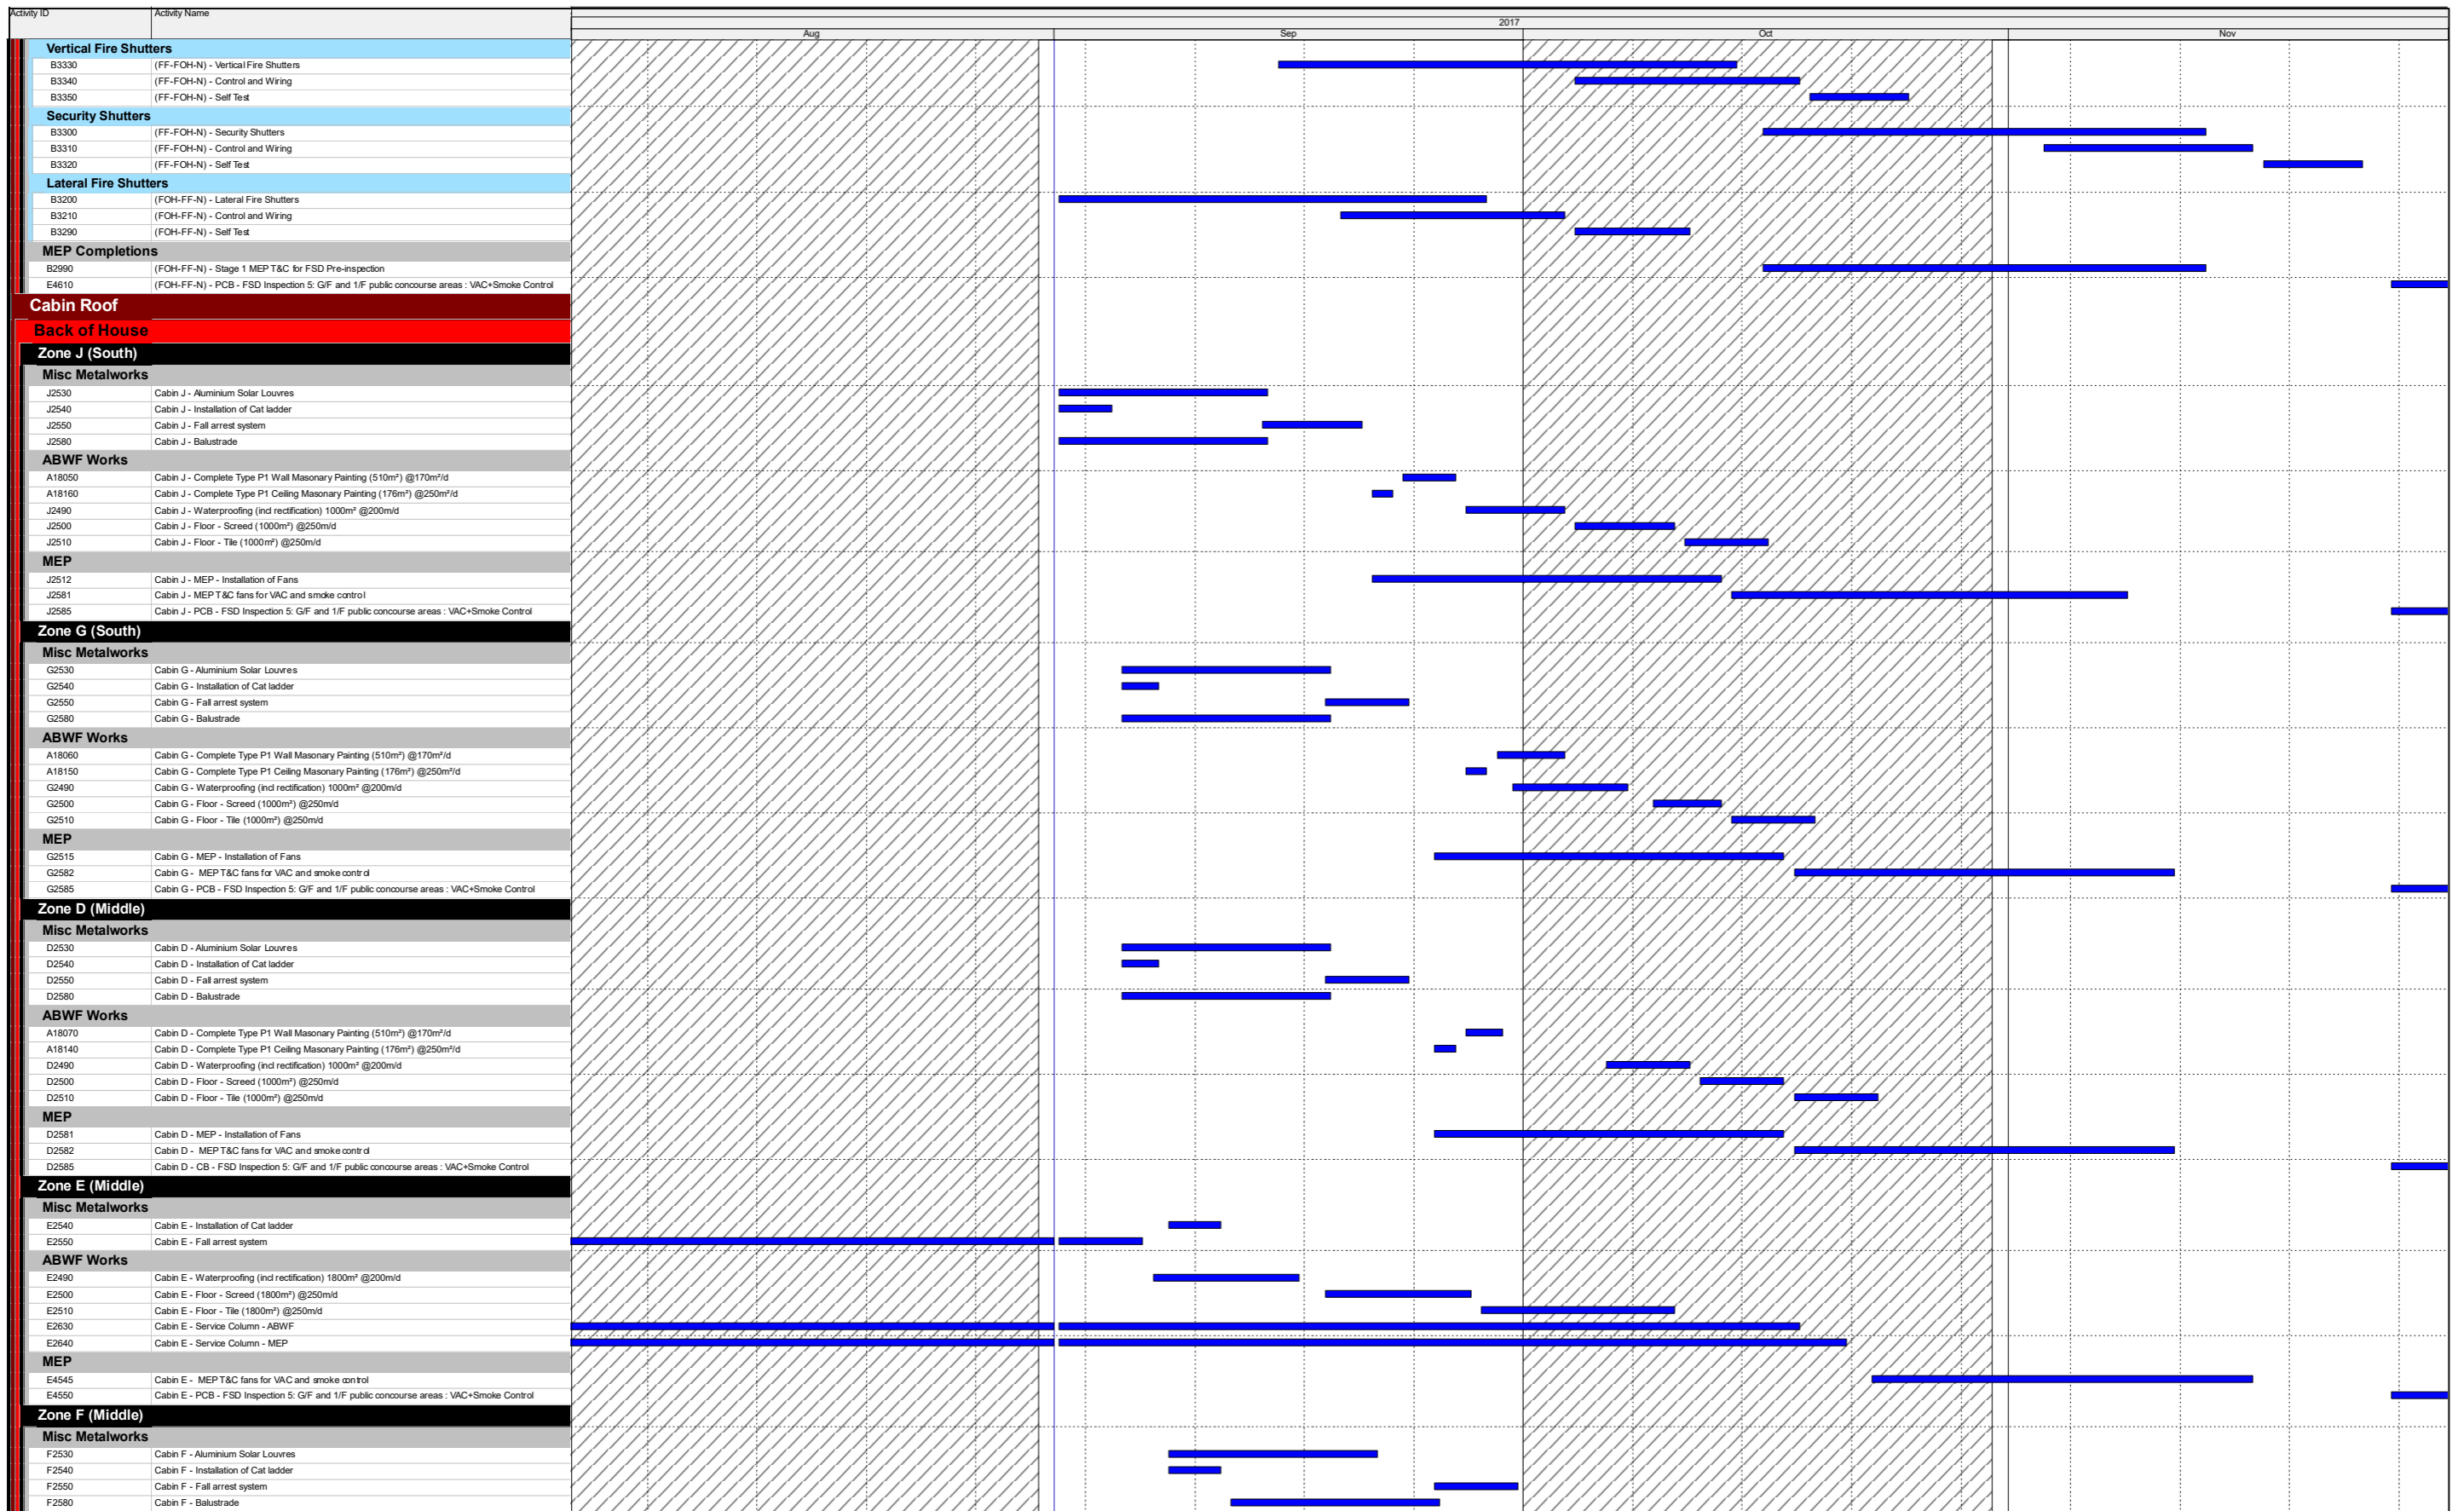 Activity ID Activity Name
2017
Aug Sep Oct Nov
Vertical Fire Shutters
B3330 (FF-FOH-N) - Vertical Fire Shutters
B3340 (FF-FOH-N) - Control and Wiring
B3350 (FF-FOH-N) - Self Test
Security Shutters
B3300 (FF-FOH-N) - Security Shutters
B3310 (FF-FOH-N) - Control and Wiring
B3320 (FF-FOH-N) - Self Test
Lateral Fire Shutters
B3200 (FOH-FF-N) - Lateral Fire Shutters
B3210 (FOH-FF-N) - Control and Wiring
B3290 (FOH-FF-N) - Self Test
MEP Completions
B2990 (FOH-FF-N) - Stage 1 MEP T&C for FSD Pre-inspection
E4610 (FOH-FF-N) - PCB - FSD Inspection 5: G/F and 1/F public concourse areas : VAC+Smoke Control
Cabin Roof
Back of House
Zone J (South)
Misc Metalworks
J2530 Cabin J - Aluminium Solar Louvres
J2540 Cabin J - Installation of Cat ladder
J2550 Cabin J - Fall arrest system
J2580 Cabin J - Balustrade
ABWF Works
A18050 Cabin J - Complete Type P1 Wall Masonary Painting (510m²) @170m²/d
A18160 Cabin J - Complete Type P1 Ceiling Masonary Painting (176m²) @250m²/d
J2490 Cabin J - Waterproofing (incl rectification) 1000m² @200m/d
J2500 Cabin J - Floor - Screed (1000m²) @250m/d
J2510 Cabin J - Floor - Tile (1000m²) @250m/d
MEP
J2512 Cabin J - MEP - Installation of Fans
J2581 Cabin J - MEP T&C fans for VAC and smoke control
J2585 Cabin J - PCB - FSD Inspection 5: G/F and 1/F public concourse areas : VAC+Smoke Control
Zone G (South)
Misc Metalworks
G2530 Cabin G - Aluminium Solar Louvres
G2540 Cabin G - Installation of Cat ladder
G2550 Cabin G - Fall arrest system
G2580 Cabin G - Balustrade
ABWF Works
A18060 Cabin G - Complete Type P1 Wall Masonary Painting (510m²) @170m²/d
A18150 Cabin G - Complete Type P1 Ceiling Masonary Painting (176m²) @250m²/d
G2490 Cabin G - Waterproofing (incl rectification) 1000m² @200m/d
G2500 Cabin G - Floor - Screed (1000m²) @250m/d
G2510 Cabin G - Floor - Tile (1000m²) @250m/d
MEP
G2515 Cabin G - MEP - Installation of Fans
G2582 Cabin G - MEP T&C fans for VAC and smoke control
G2585 Cabin G - PCB - FSD Inspection 5: G/F and 1/F public concourse areas : VAC+Smoke Control
Zone D (Middle)
Misc Metalworks
D2530 Cabin D - Aluminium Solar Louvres
D2540 Cabin D - Installation of Cat ladder
D2550 Cabin D - Fall arrest system
D2580 Cabin D - Balustrade
ABWF Works
A18070 Cabin D - Complete Type P1 Wall Masonary Painting (510m²) @170m²/d
A18140 Cabin D - Complete Type P1 Ceiling Masonary Painting (176m²) @250m²/d
D2490 Cabin D - Waterproofing (incl rectification) 1000m² @200m/d
D2500 Cabin D - Floor - Screed (1000m²) @250m/d
D2510 Cabin D - Floor - Tile (1000m²) @250m/d
MEP
D2581 Cabin D - MEP - Installation of Fans
D2582 Cabin D - MEP T&C fans for VAC and smoke control
D2585 Cabin D - CB - FSD Inspection 5: G/F and 1/F public concourse areas : VAC+Smoke Control
Zone E (Middle)
Misc Metalworks
E2540 Cabin E - Installation of Cat ladder
E2550 Cabin E - Fall arrest system
ABWF Works
E2490 Cabin E - Waterproofing (incl rectification) 1800m² @200m/d
E2500 Cabin E - Floor - Screed (1800m²) @250m/d
E2510 Cabin E - Floor - Tile (1800m²) @250m/d
E2630 Cabin E - Service Column - ABWF
E2640 Cabin E - Service Column - MEP
MEP
E4545 Cabin E - MEP T&C fans for VAC and smoke control
E4550 Cabin E - PCB - FSD Inspection 5: G/F and 1/F public concourse areas : VAC+Smoke Control
Zone F (Middle)
Misc Metalworks
F2530 Cabin F - Aluminium Solar Louvres
F2540 Cabin F - Installation of Cat ladder
F2550 Cabin F - Fall arrest system
F2580 Cabin F - Balustrade